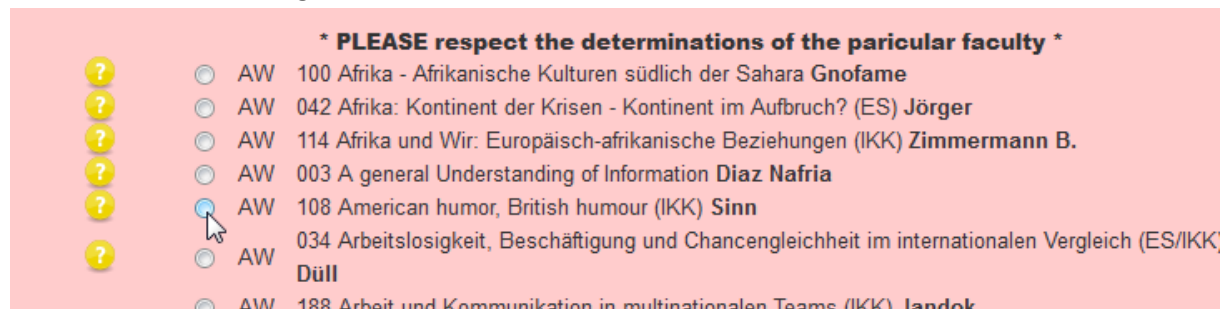 * PLEASE respect the determinations of the paricular faculty *
? AW 100 Afrika - Afrikanische Kulturen südlich der Sahara Gnofame
? AW 042 Afrika: Kontinent der Krisen - Kontinent im Aufbruch? (ES) Jörger
? AW 114 Afrika und Wir: Europäisch-afrikanische Beziehungen (IKK) Zimmermann B.
? AW 003 A general Understanding of Information Diaz Nafria
? AW 108 American humor, British humour (IKK) Sinn
? AW 034 Arbeitslosigkeit, Beschäftigung und Chancengleichheit im internationalen Vergleich (ES/IKK)
Düll
AW 188 Arbeit und Kommunikation in multinationalen Teams (IKK) Jandok